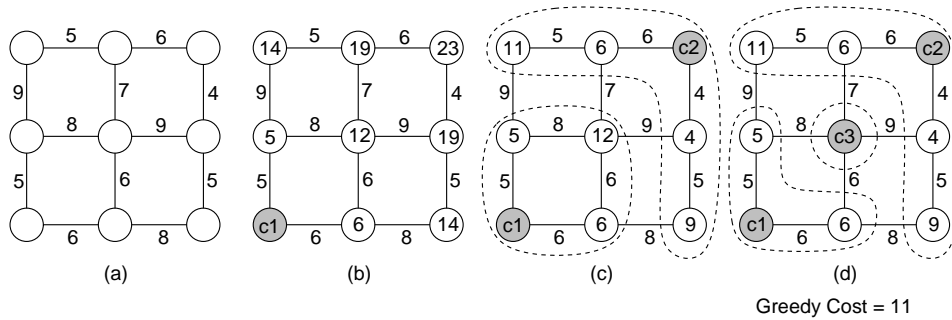 5 6
9 7 4
8 9
5 6 5
6 8
(a)
14 5 19 6 23
9 7 4
5 8 12 9 19
5 6 5
c1 6 6 8 14
(b)
11 5 6 6 c2
9 7 4
5 8 12 9 4
5 6 5
c1 6 6 8 9
(c)
11 5 6 6 c2
9 7 4
5 8 c3 9 4
5 6 5
c1 6 6 8 9
(d)
Greedy Cost = 11